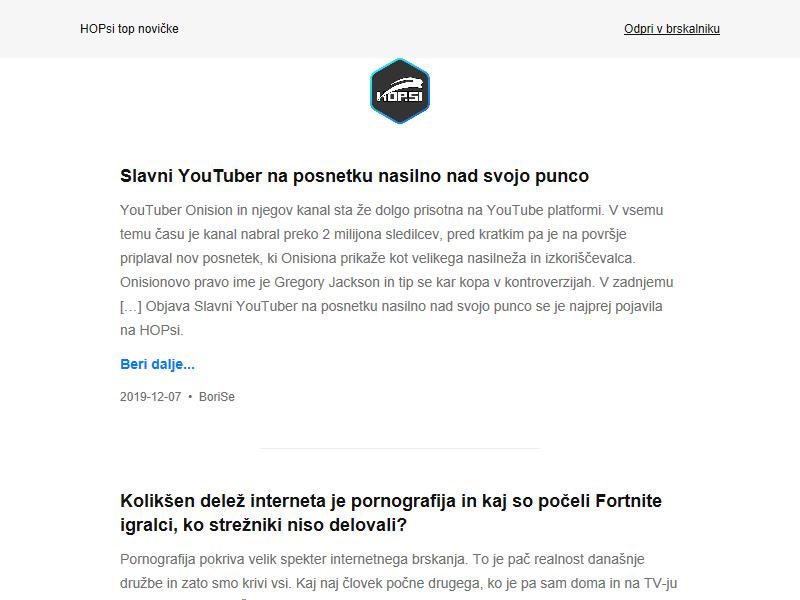 HOPsi top novičke
Odpri v brskalniku
HOP.SI
Slavni YouTuber na posnetku nasilno nad svojo punco
YouTuber Onision in njegov kanal sta že dolgo prisotna na YouTube platformi. V vsemu
temu času je kanal nabral preko 2 milijona sledilcev, pred kratkim pa je na površje
priplaval nov posnetek, ki Onisiona prikaže kot velikega nasilneža in izkoriščevalca.
Onisionovo pravo ime je Gregory Jackson in tip se kar kopa v kontroverzijah. V zadnjemu
[…] Objava Slavni YouTuber na posnetku nasilno nad svojo punco se je najprej pojavila
na HOPsi.
Beri dalje...
2019-12-07 • BoriSe
Kolikšen delež interneta je pornografija in kaj so počeli Fortnite
igralci, ko strežniki niso delovali?
Pornografija pokriva velik spekter internetnega brskanja. To je pač realnost današnje
družbe in zato smo krivi vsi. Kaj naj človek počne drugega, ko je pa sam doma in na TV-ju